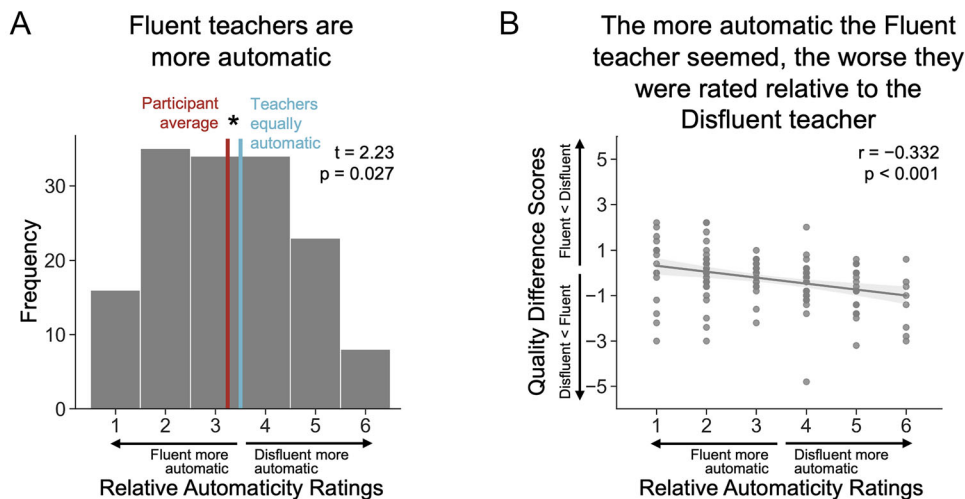 A
Fluent teachers are
more automatic
Participant
average
*
Teachers
equally
automatic
t = 2.23
p = 0.027
Frequency
30
20
10
0
1 2 3 4 5 6
Fluent more
automatic
Disfluent more
automatic
Relative Automaticity Ratings
B
The more automatic the Fluent
teacher seemed, the worse they
were rated relative to the
Disfluent teacher
r = −0.332
p < 0.001
Quality Difference Scores
Fluent < Disfluent
Disfluent < Fluent
5
3
1
−1
−3
−5
1 2 3 4 5 6
Fluent more
automatic
Disfluent more
automatic
Relative Automaticity Ratings